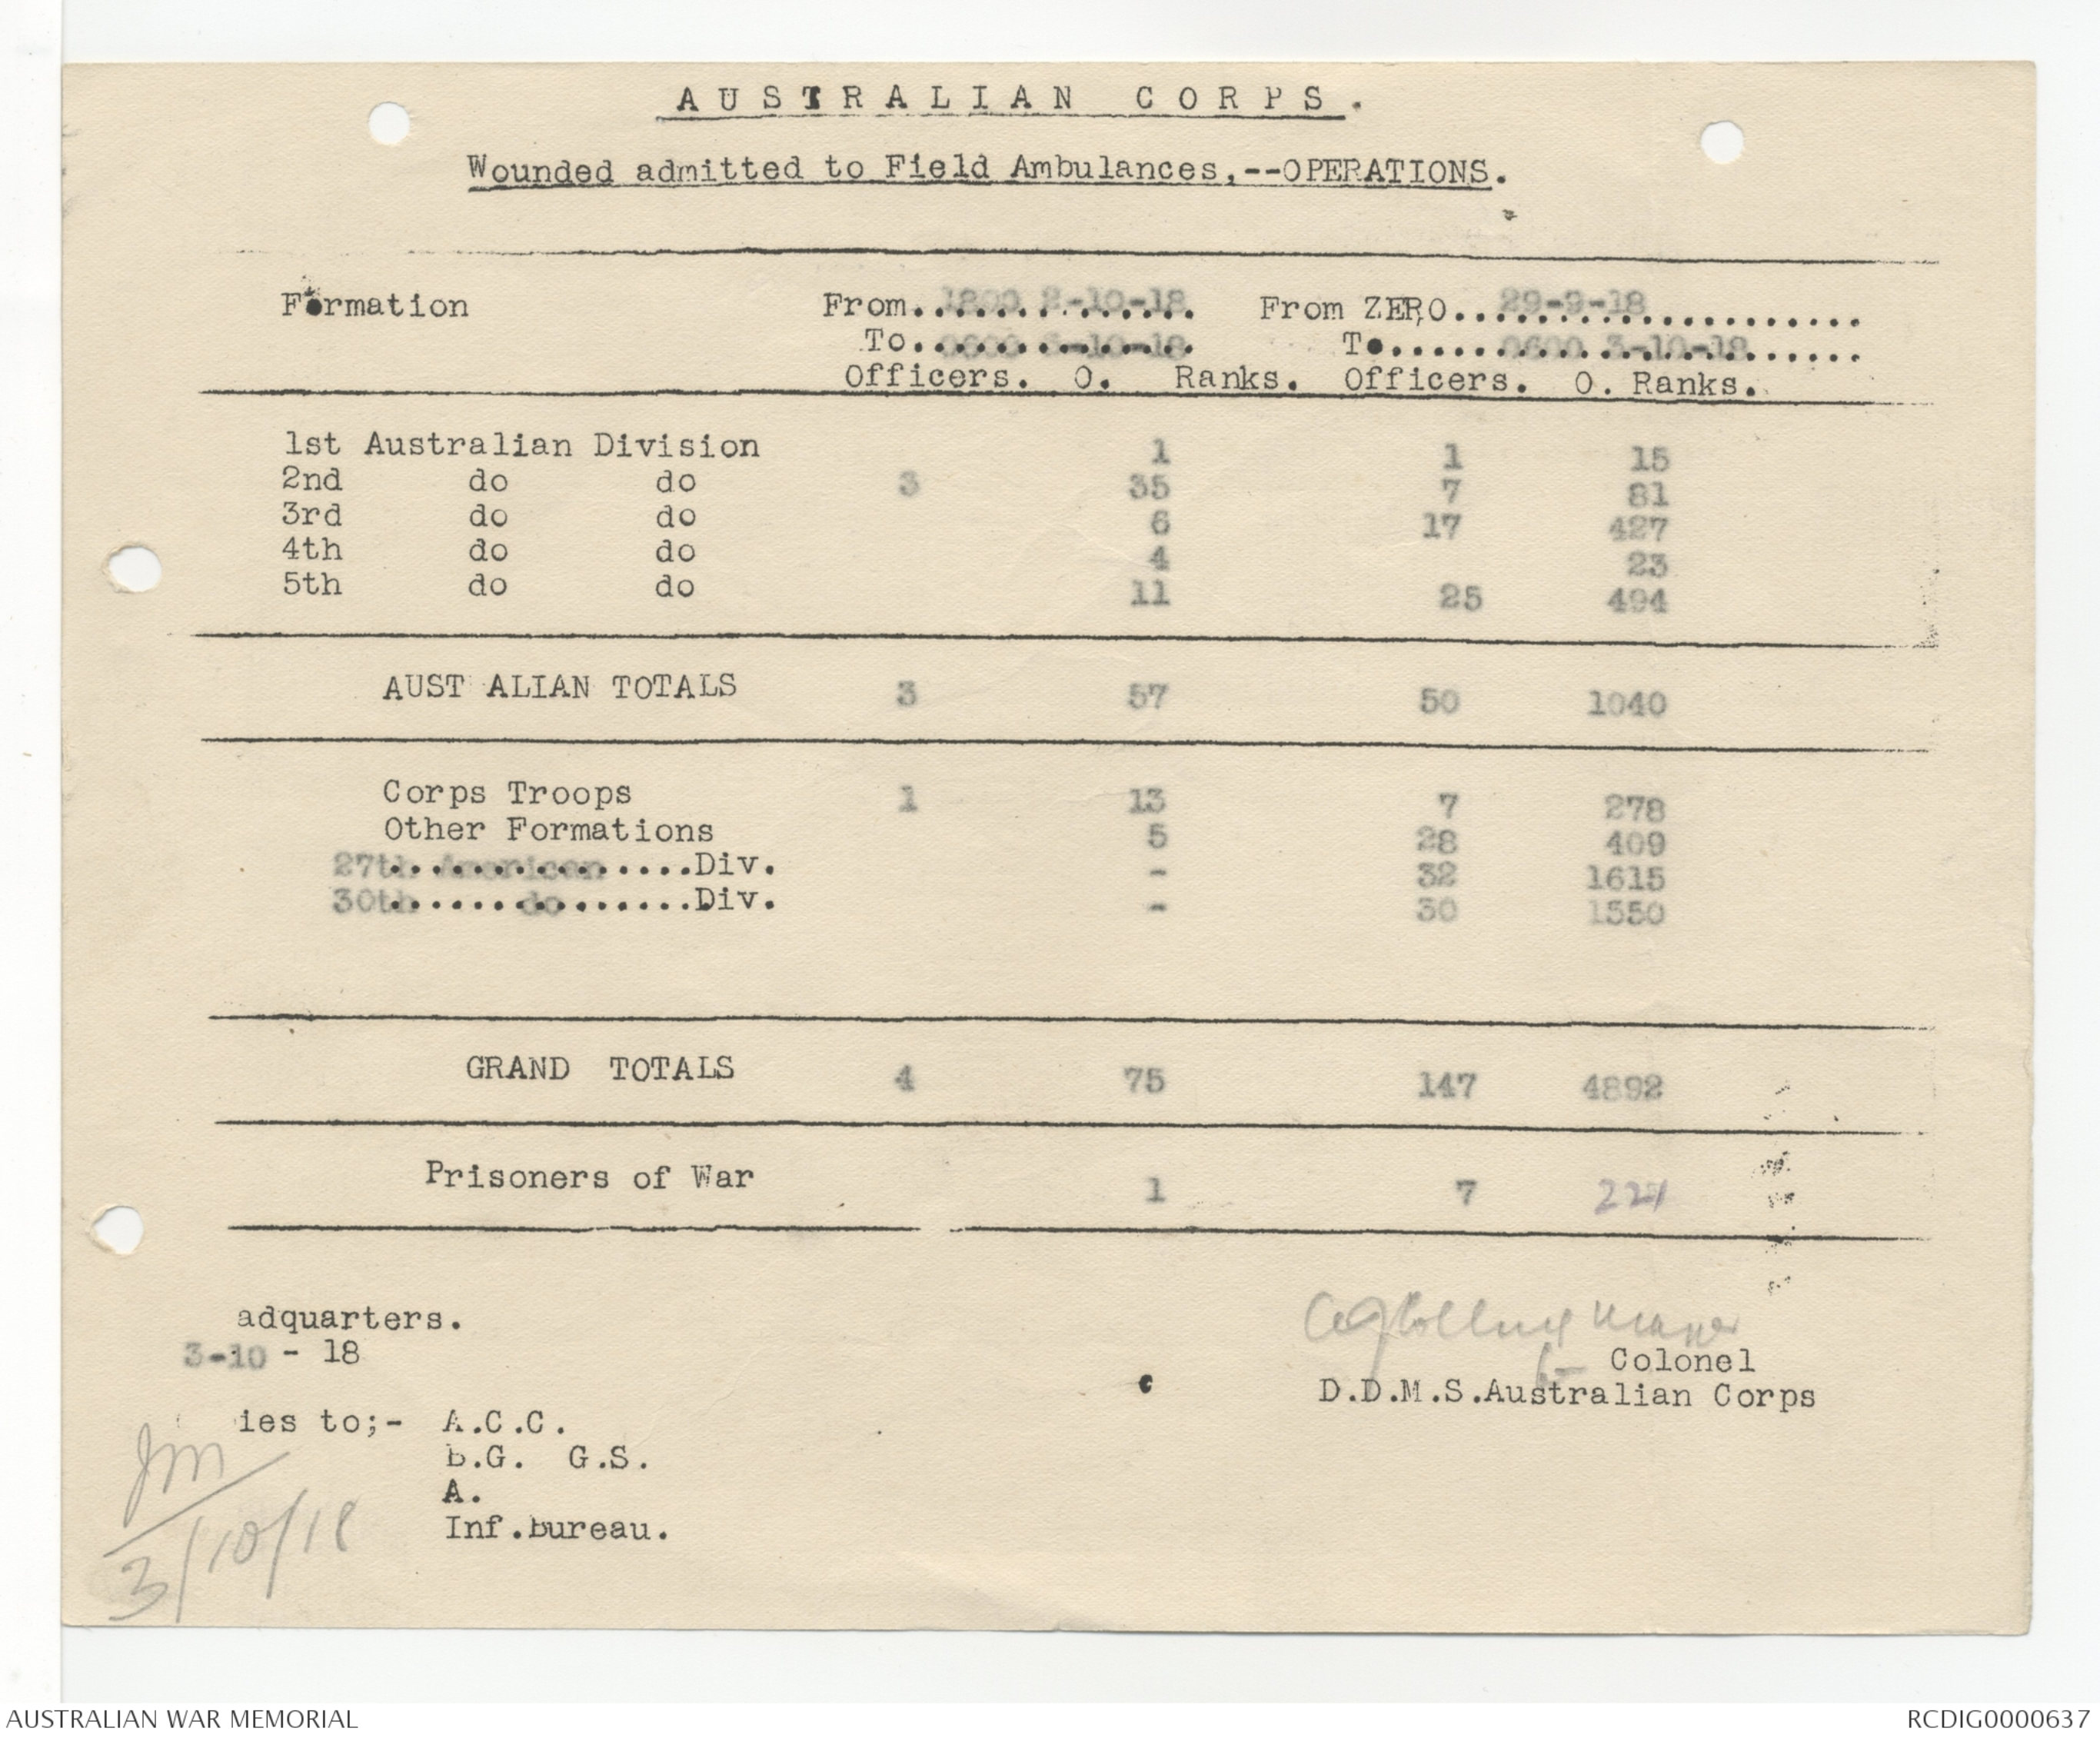 AUSTRALIAN CORPS.
Wounded admitted to Field Ambulances,--OPERATIONS.
Formation From. 1800 2-10-18 From ZERO.. 29-9-18
To. 0600 3-10-18 To...... 0600 3-10-18
Officers. O. Ranks. Officers. O. Ranks.
1st Australian Division 1 1 15
2nd do do 3 35 7 81
3rd do do 6 17 427
4th do do 4 23
5th do do 11 25 494
AUST ALIAN TOTALS 3 57 50 1040
Corps Troops 1 13 7 278
Other Formations 5 28 409
27th American.....Div. - 32 1615
30th do.....Div. - 30 1550
GRAND TOTALS 4 75 147 4892
Prisoners of War 1 7 221
adquarters.
3-10 - 18
Major
Colonel
D.D.M.S.Australian Corps
ies to;- A.C.C.
B.G. G.S.
A.
Inf.bureau.
JM
3/10/18
AUSTRALIAN WAR MEMORIAL RCDIG0000637